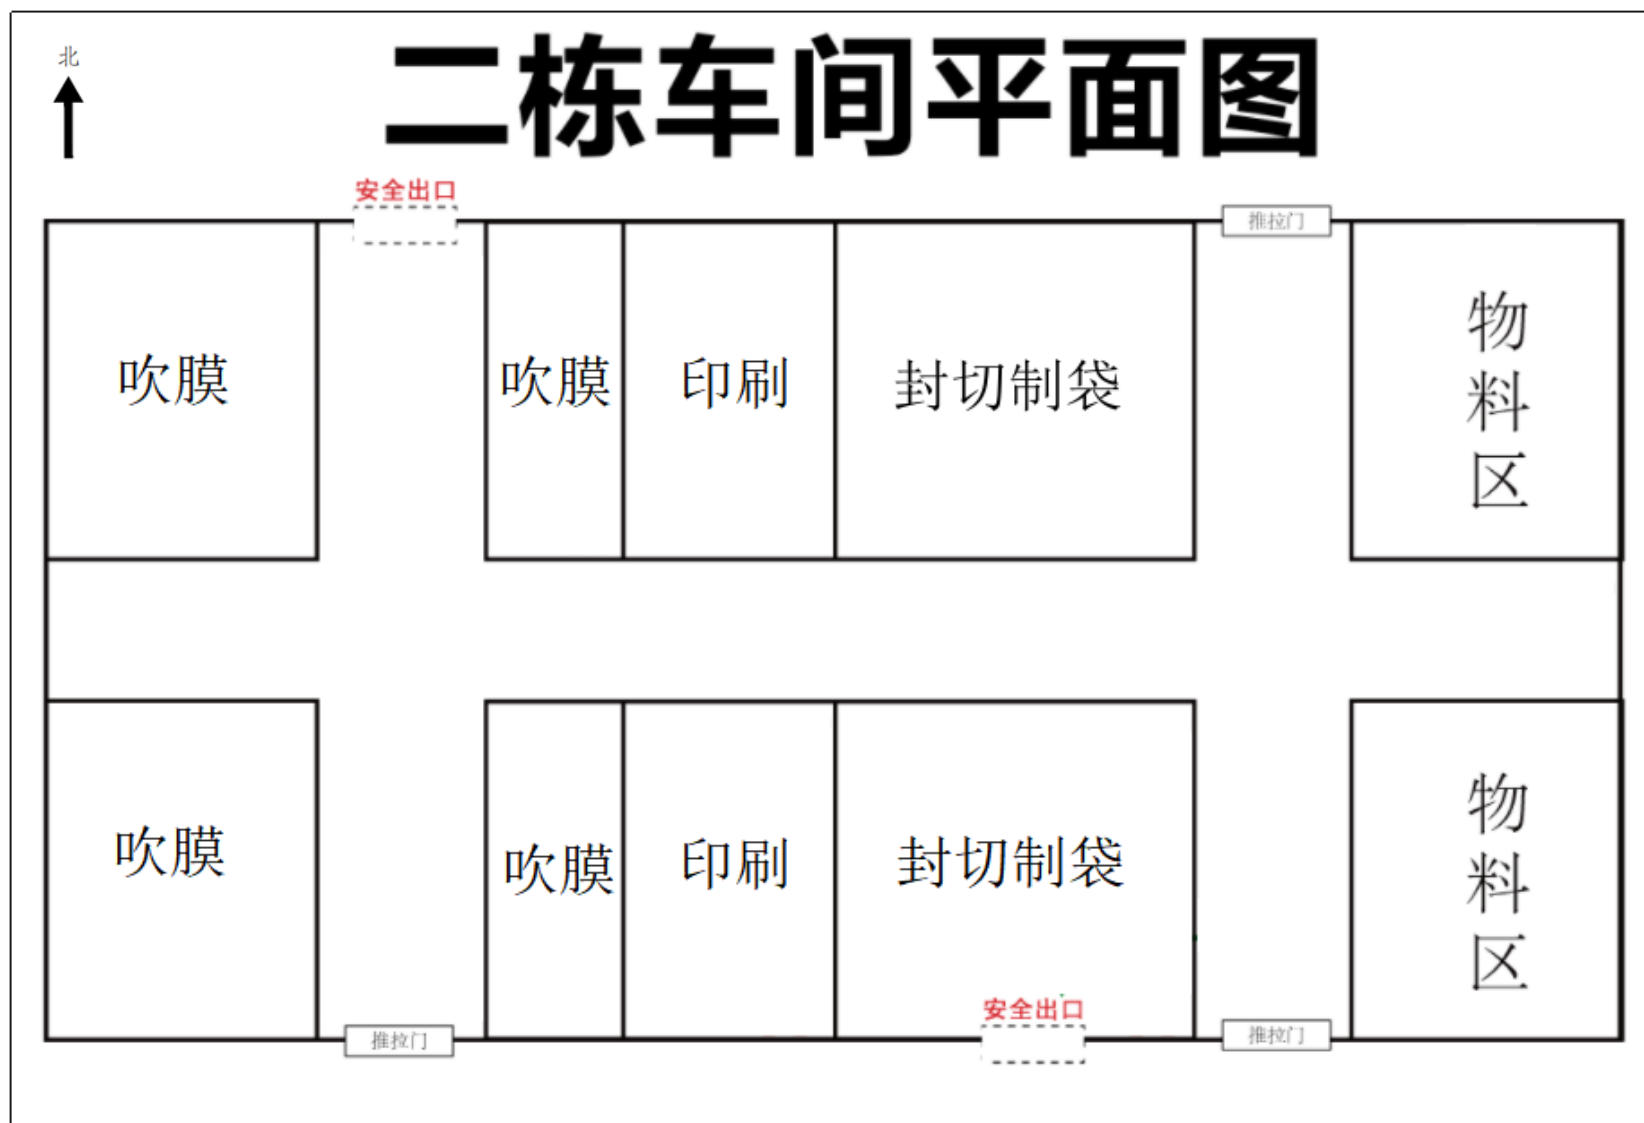 北
二栋车间平面图
安全出口
推拉门
吹膜
吹膜
印刷
封切制袋
物料区
吹膜
吹膜
印刷
封切制袋
物料区
安全出口
推拉门
推拉门